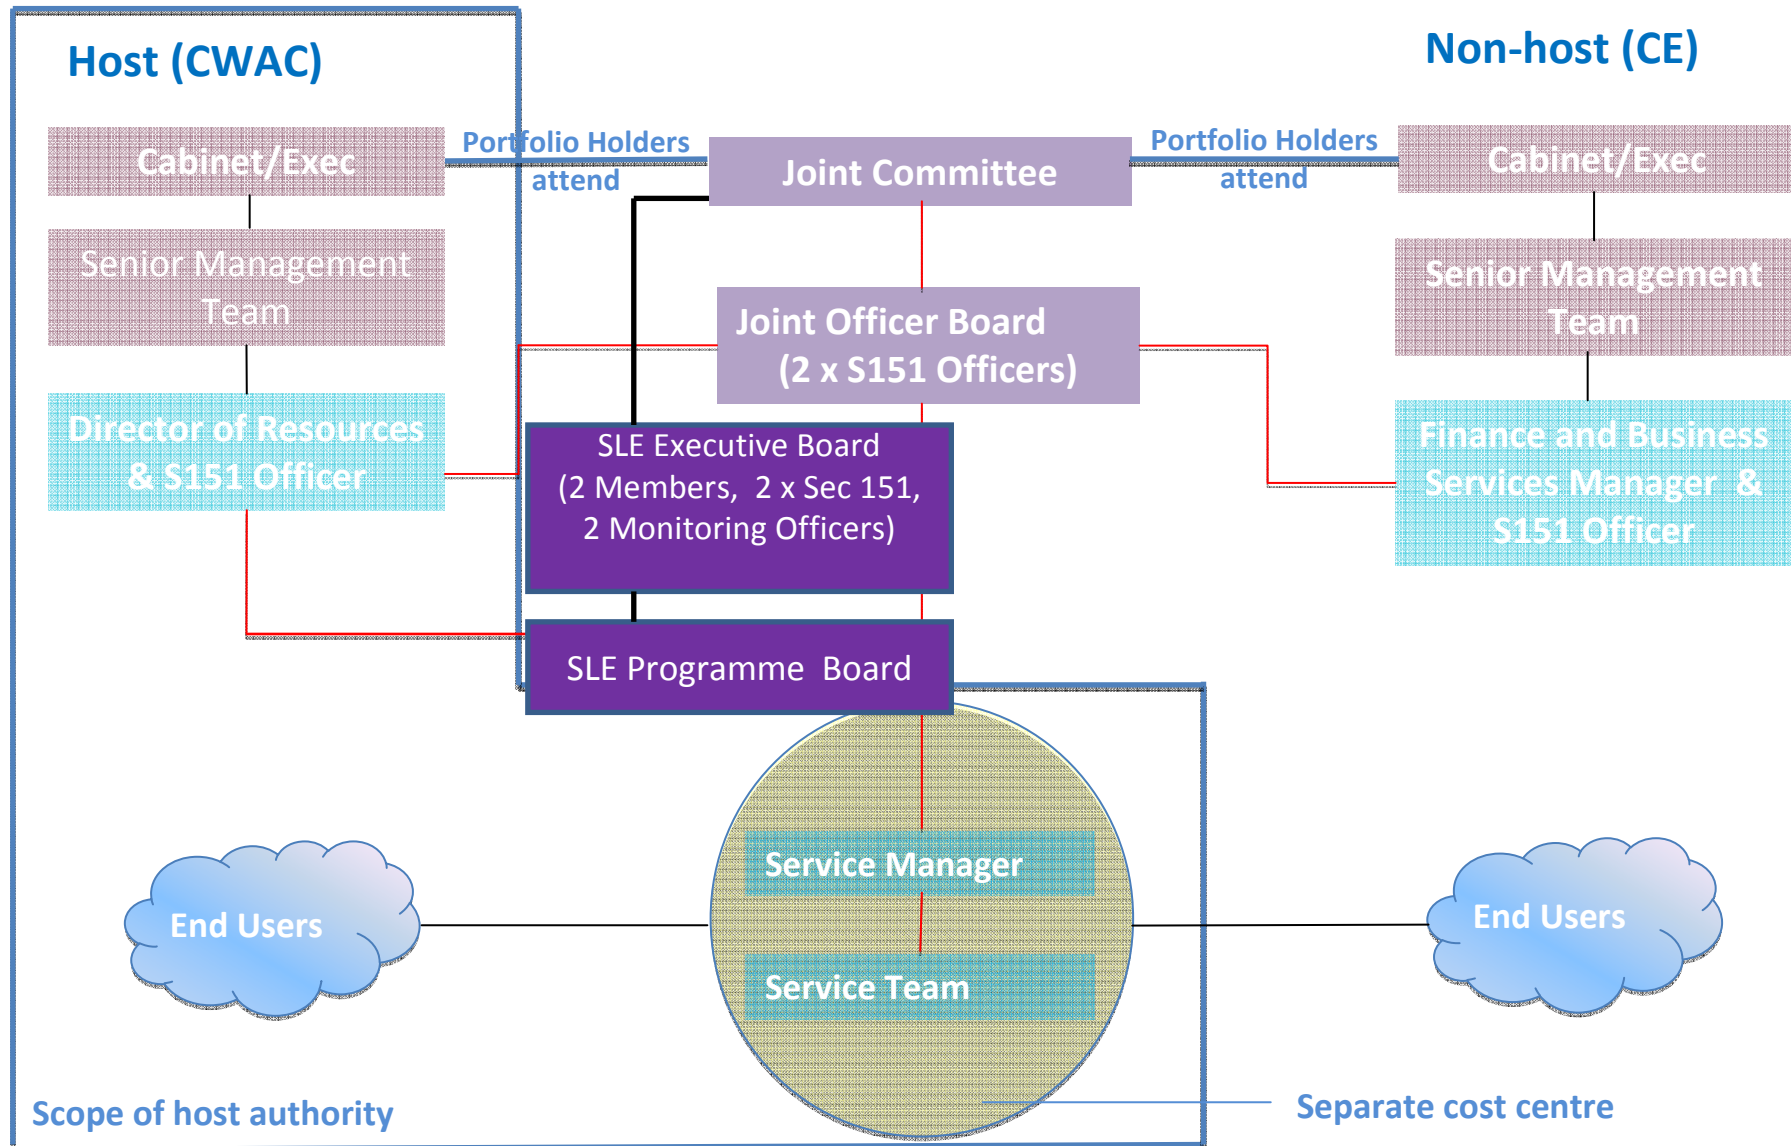 Host (CWAC)
Non-host (CE)
Cabinet/Exec
Portfolio Holders
attend
Joint Committee
Portfolio Holders
attend
Cabinet/Exec
Senior Management
Team
Senior Management
Team
Joint Officer Board
(2 x S151 Officers)
Director of Resources
& S151 Officer
Finance and Business
Services Manager &
S151 Officer
SLE Executive Board
(2 Members, 2 x Sec 151,
2 Monitoring Officers)
SLE Programme Board
Service Manager
End Users
End Users
Service Team
Scope of host authority
Separate cost centre